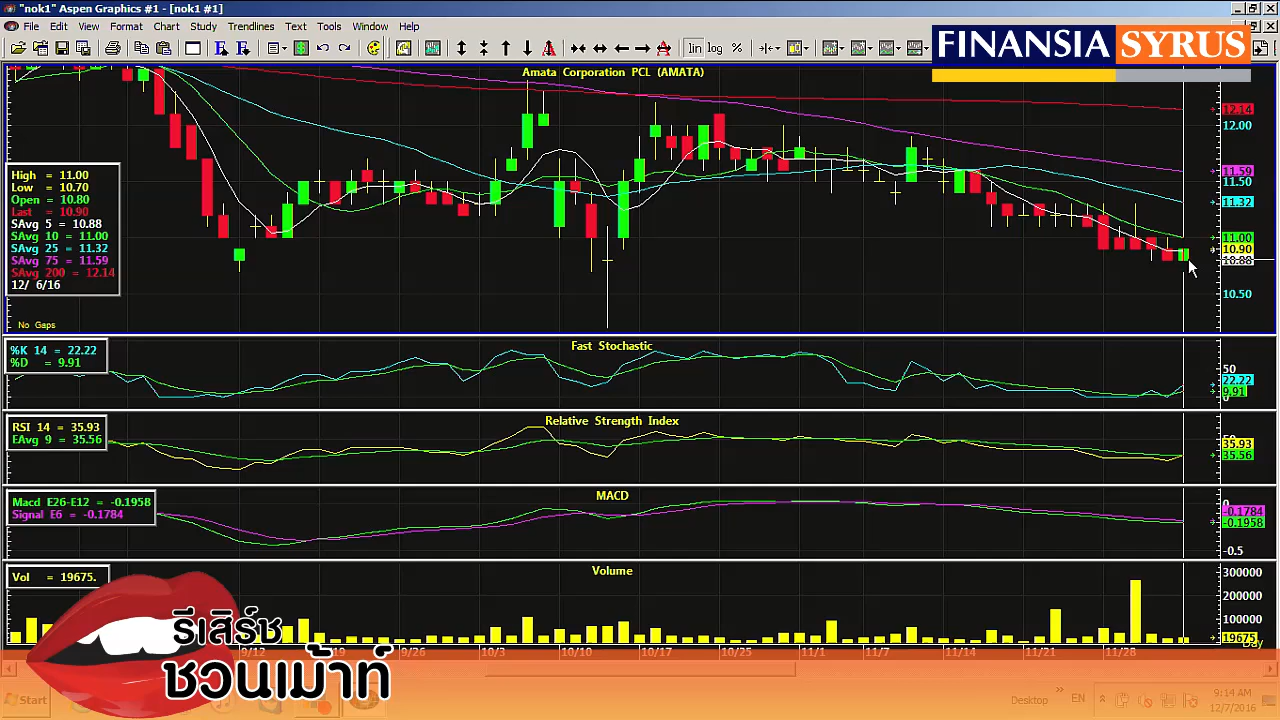 "nok1" Aspen Graphics #1 - [nok1 #1]
File Edit View Format Chart Study Trendlines Text Tools Window Help
lin log %
FINANSIA SYRUS
Amata Corporation PCL (AMATA)
12.14
12.00
11.59
11.50
11.32
11.00
10.90
10.88
10.50
High = 11.00
Low = 10.70
Open = 10.80
Last = 10.90
SAvg 5 = 10.88
SAvg 10 = 11.00
SAvg 25 = 11.32
SAvg 75 = 11.59
SAvg 200 = 12.14
12/ 6/16
No Gaps
Fast Stochastic
%K 14 = 22.22
%D = 9.91
50
22.22
9.91
Relative Strength Index
RSI 14 = 35.93
EAvg 9 = 35.56
35.93
35.56
MACD
Macd E26-E12 = -0.1958
Signal E6 = -0.1784
0
-0.1784
-0.1958
-0.5
Volume
Vol = 19675.
300000
200000
100000
19675
Day
9/12 9/19 9/26 10/3 10/10 10/17 10/25 11/1 11/7 11/14 11/21 11/28
รีเสิร์ช
ชวนเม้าท์
Start
Desktop » EN
9:14 AM
12/7/2016